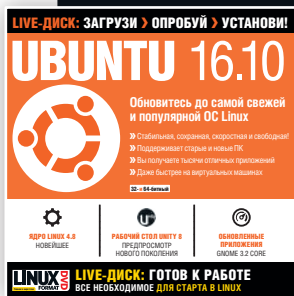 LIVE-ДИСК: ЗАГРУЗИ › ОПРОБУЙ › УСТАНОВИ!
UBUNTU 16.10
Обновитесь до самой свежей
и популярной ОС Linux
» Стабильная, сохранная, скоростная и свободная!
» Поддерживает старые и новые ПК
» Вы получаете тысячи отличных приложений
» Даже быстрее на виртуальных машинах
32- и 64-битный
ЯДРО LINUX 4.8
НОВЕЙШЕЕ
РАБОЧИЙ СТОЛ UNITY 8
ПРЕДПРОСМОТР
НОВОГО ПОКОЛЕНИЯ
ОБНОВЛЕННЫЕ
ПРИЛОЖЕНИЯ
GNOME 3.2 CORE
LINUX
FORMAT
DVD
LIVE-ДИСК: ГОТОВ К РАБОТЕ
ВСЕ НЕОБХОДИМОЕ ДЛЯ СТАРТА В LINUX